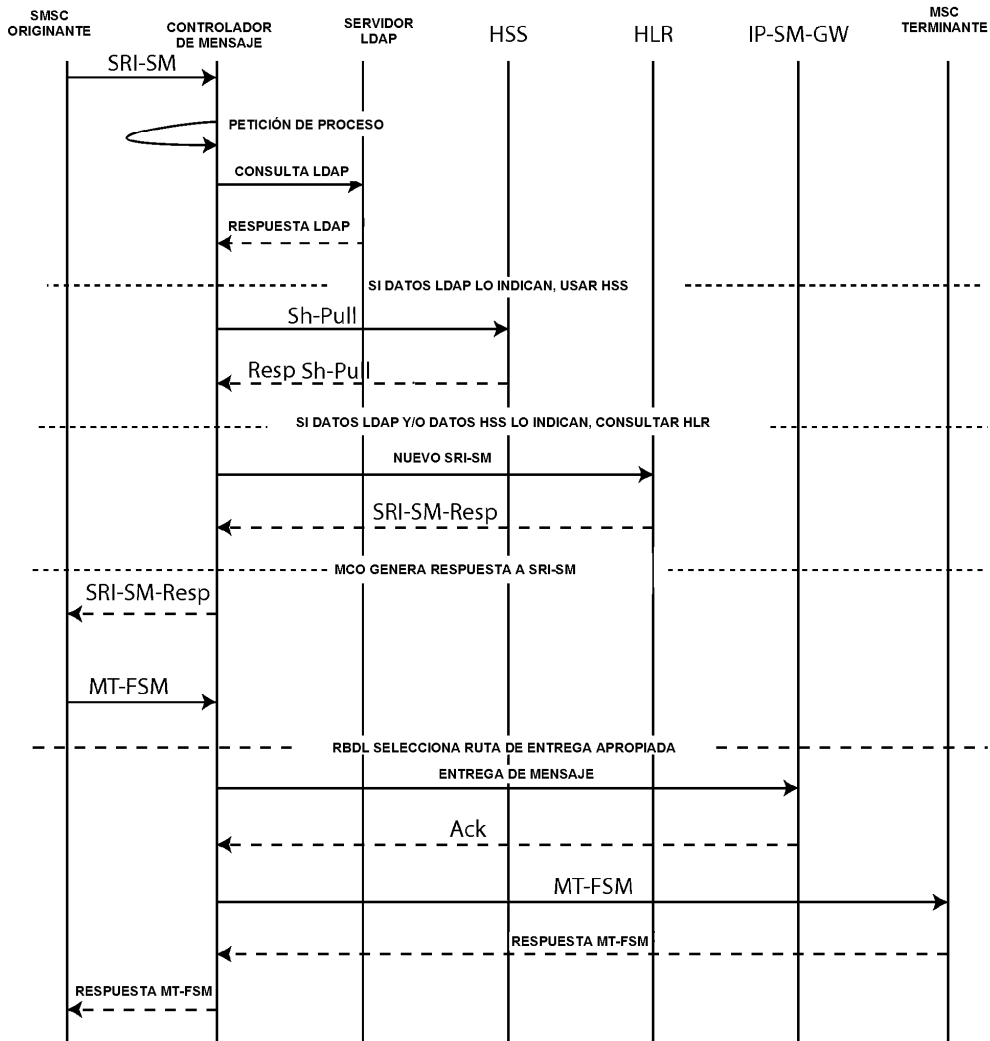 SMSC
ORIGINANTE
CONTROLADOR
DE MENSAJE
SERVIDOR
LDAP
HSS
HLR
IP-SM-GW
MSC
TERMINANTE
SRI-SM
PETICIÓN DE PROCESO
CONSULTA LDAP
RESPUESTA LDAP
SI DATOS LDAP LO INDICAN, USAR HSS
Sh-Pull
Resp Sh-Pull
SI DATOS LDAP Y/O DATOS HSS LO INDICAN, CONSULTAR HLR
NUEVO SRI-SM
SRI-SM-Resp
MCO GENERA RESPUESTA A SRI-SM
SRI-SM-Resp
MT-FSM
RBDL SELECCIONA RUTA DE ENTREGA APROPIADA
ENTREGA DE MENSAJE
Ack
MT-FSM
RESPUESTA MT-FSM
RESPUESTA MT-FSM